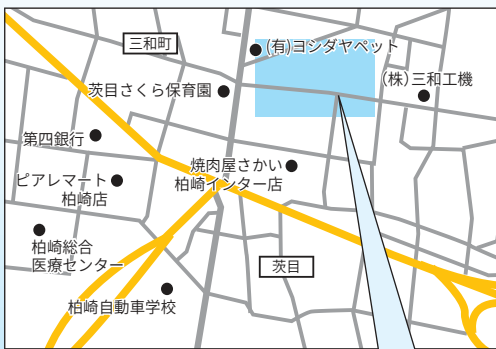 三和町
(有)ヨシダヤペット
(株)三和工機
茨目さくら保育園
第四銀行
焼肉屋さかい
柏崎インター店
ピアレマート
柏崎店
柏崎総合
医療センター
茨目
柏崎自動車学校